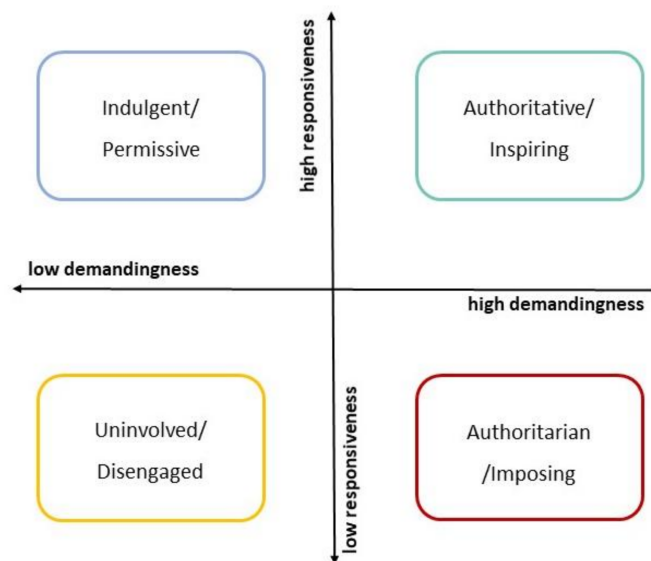 high responsiveness
Indulgent/
Permissive
Authoritative/
Inspiring
low demandingness
high demandingness
Uninvolved/
Disengaged
low responsiveness
Authoritarian
/Imposing